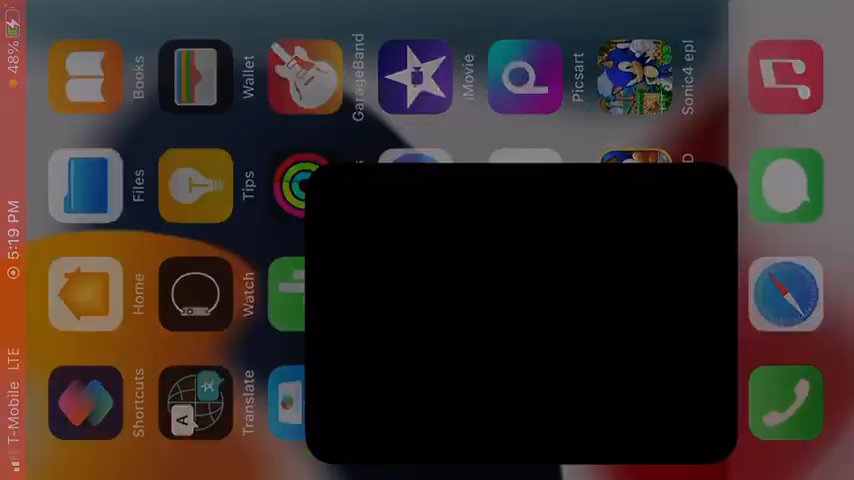 T-Mobile LTE 5:19 PM 48%
Shortcuts Home Files Books
Translate Watch Tips Wallet
GarageBand
iMovie
Picsart
Sonic4 epI